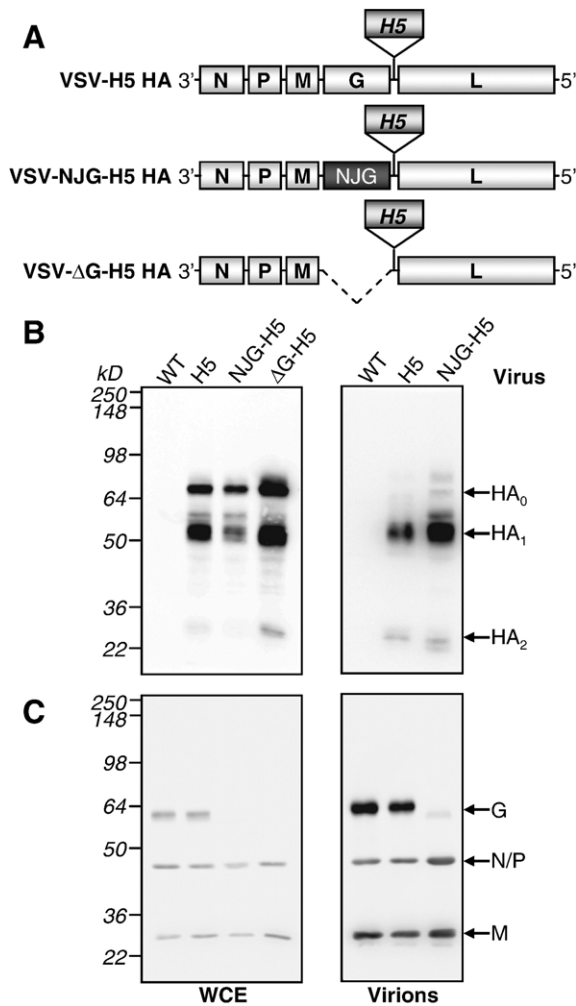 A
H5
VSV-H5 HA 3' N P M G L 5'
H5
VSV-NJG-H5 HA 3' N P M NJG L 5'
H5
VSV-ΔG-H5 HA 3' N P M L 5'
B
kD WT H5 NJG-H5 ΔG-H5 WT H5 NJG-H5 Virus
250
148
98
64 HA₀
50 HA₁
36
22 HA₂
C
250
148
98
64 G
50 N/P
36 M
22
WCE Virions